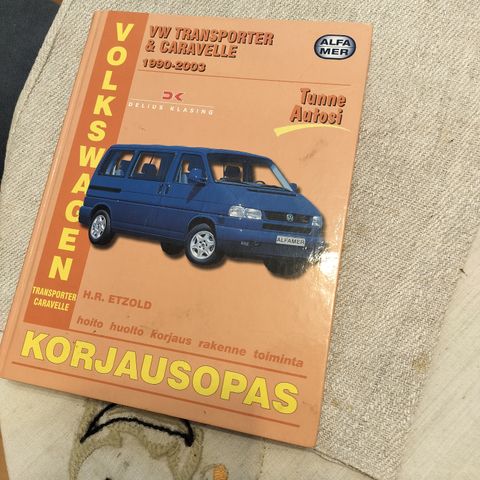 VW TRANSPORTER
& CARAVELLE
1990-2003
ALFA
MER
VOLKSWAGEN
DK
DELIUS KLASING
Tunne
Autosi
ALFAMER
TRANSPORTER
CARAVELLE
H.R. ETZOLD
hoito huolto korjaus rakenne toiminta
KORJAUSOPAS